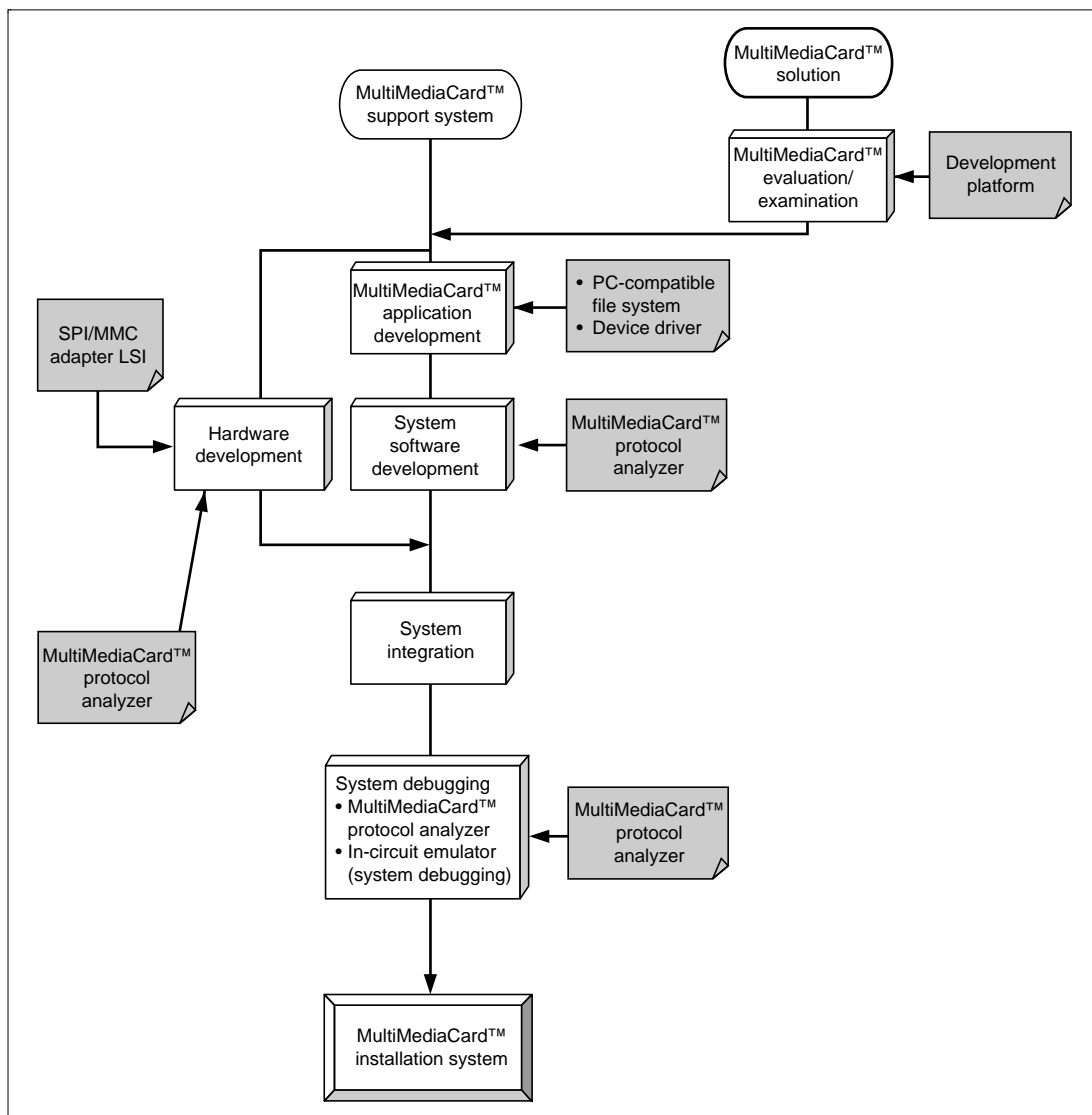 MultiMediaCard™
solution
MultiMediaCard™
support system
MultiMediaCard™
evaluation/
examination
Development
platform
MultiMediaCard™
application
development
• PC-compatible
file system
• Device driver
SPI/MMC
adapter LSI
Hardware
development
System
software
development
MultiMediaCard™
protocol
analyzer
System
integration
MultiMediaCard™
protocol
analyzer
System debugging
• MultiMediaCard™
protocol analyzer
• In-circuit emulator
(system debugging)
MultiMediaCard™
protocol
analyzer
MultiMediaCard™
installation system